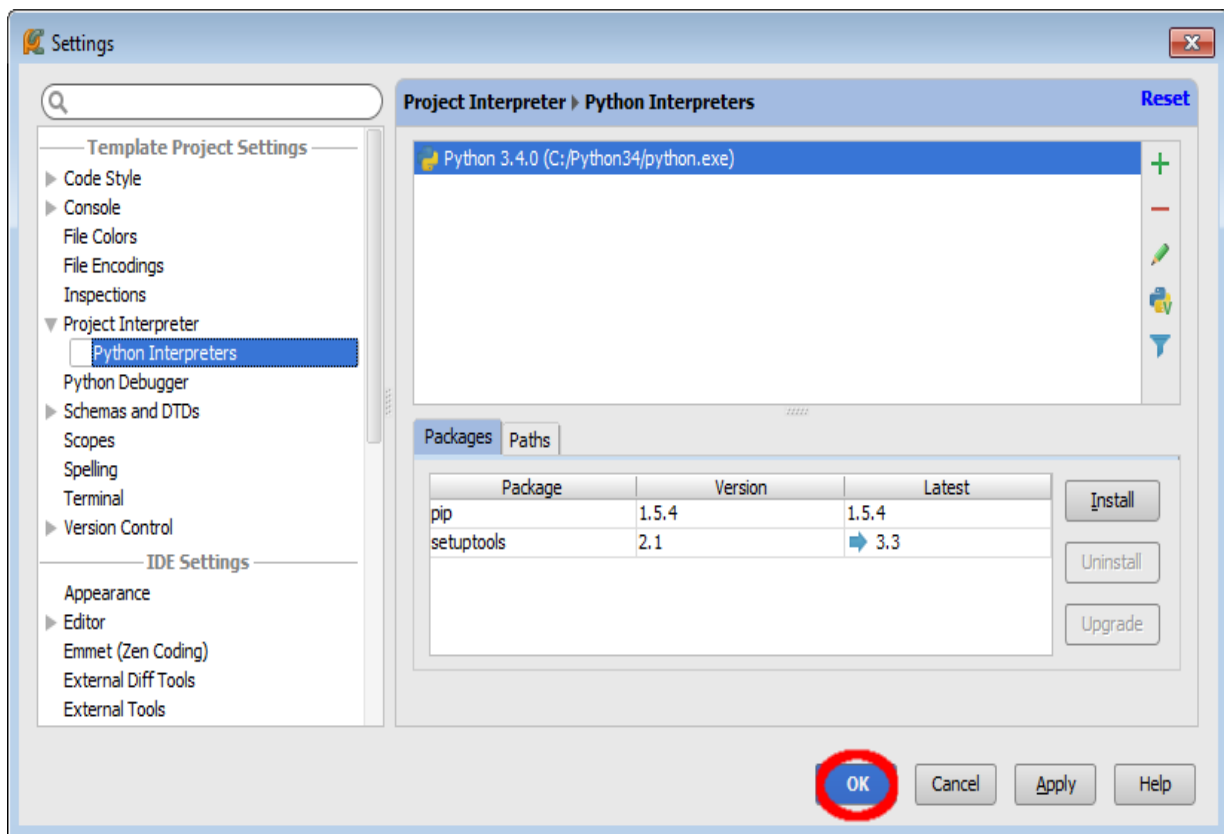 Settings
Template Project Settings
Code Style
Console
File Colors
File Encodings
Inspections
Project Interpreter
Python Interpreters
Python Debugger
Schemas and DTDs
Scopes
Spelling
Terminal
Version Control
IDE Settings
Appearance
Editor
Emmet (Zen Coding)
External Diff Tools
External Tools
Project Interpreter Python Interpreters Reset
Python 3.4.0 (C:/Python34/python.exe)
Packages Paths
Package Version Latest
pip 1.5.4 1.5.4
setuptools 2.1 3.3
Install
Uninstall
Upgrade
OK Cancel Apply Help